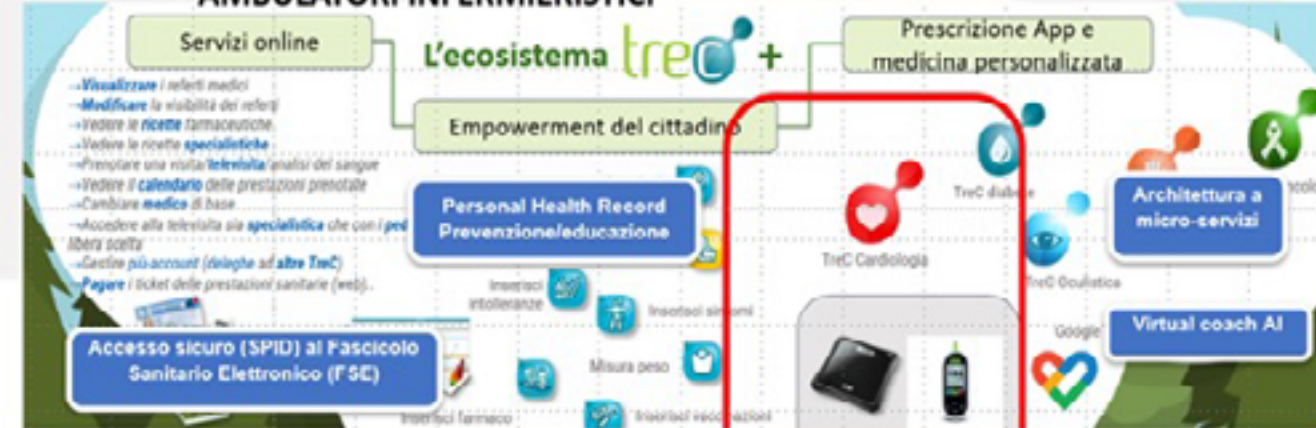 AMBULATORI INFERMIERISTICI
Servizi online
L'ecosistema trec +
Prescrizione App e
medicina personalizzata
→Visualizzare i referti medici
→Modificare la visibilità dei referti
→Vedere le ricette farmaceutiche
→Vedere le ricette specialistiche
→Prenotare una visita/televisita/analisi del sangue
→Vedere il calendario delle prestazioni prenotate
→Cambiare medico di base
→Accedere alla televisita sia specialistica che con i ped
libera scelta
→Gestire più account (deleghe ad altre TreC)
→Pagare i ticket delle prestazioni sanitarie (web)..
Empowerment del cittadino
Personal Health Record
Prevenzione/educazione
TreC Cardiologia
TreC diabete
TreC Oculistica
Architettura a
micro-servizi
Inserisci
intolleranze
Inserisci sintomi
Misura peso
Google
Virtual coach AI
Accesso sicuro (SPID) al Fascicolo
Sanitario Elettronico (FSE)
Inserisci farmaco
Inserisci vaccinazioni